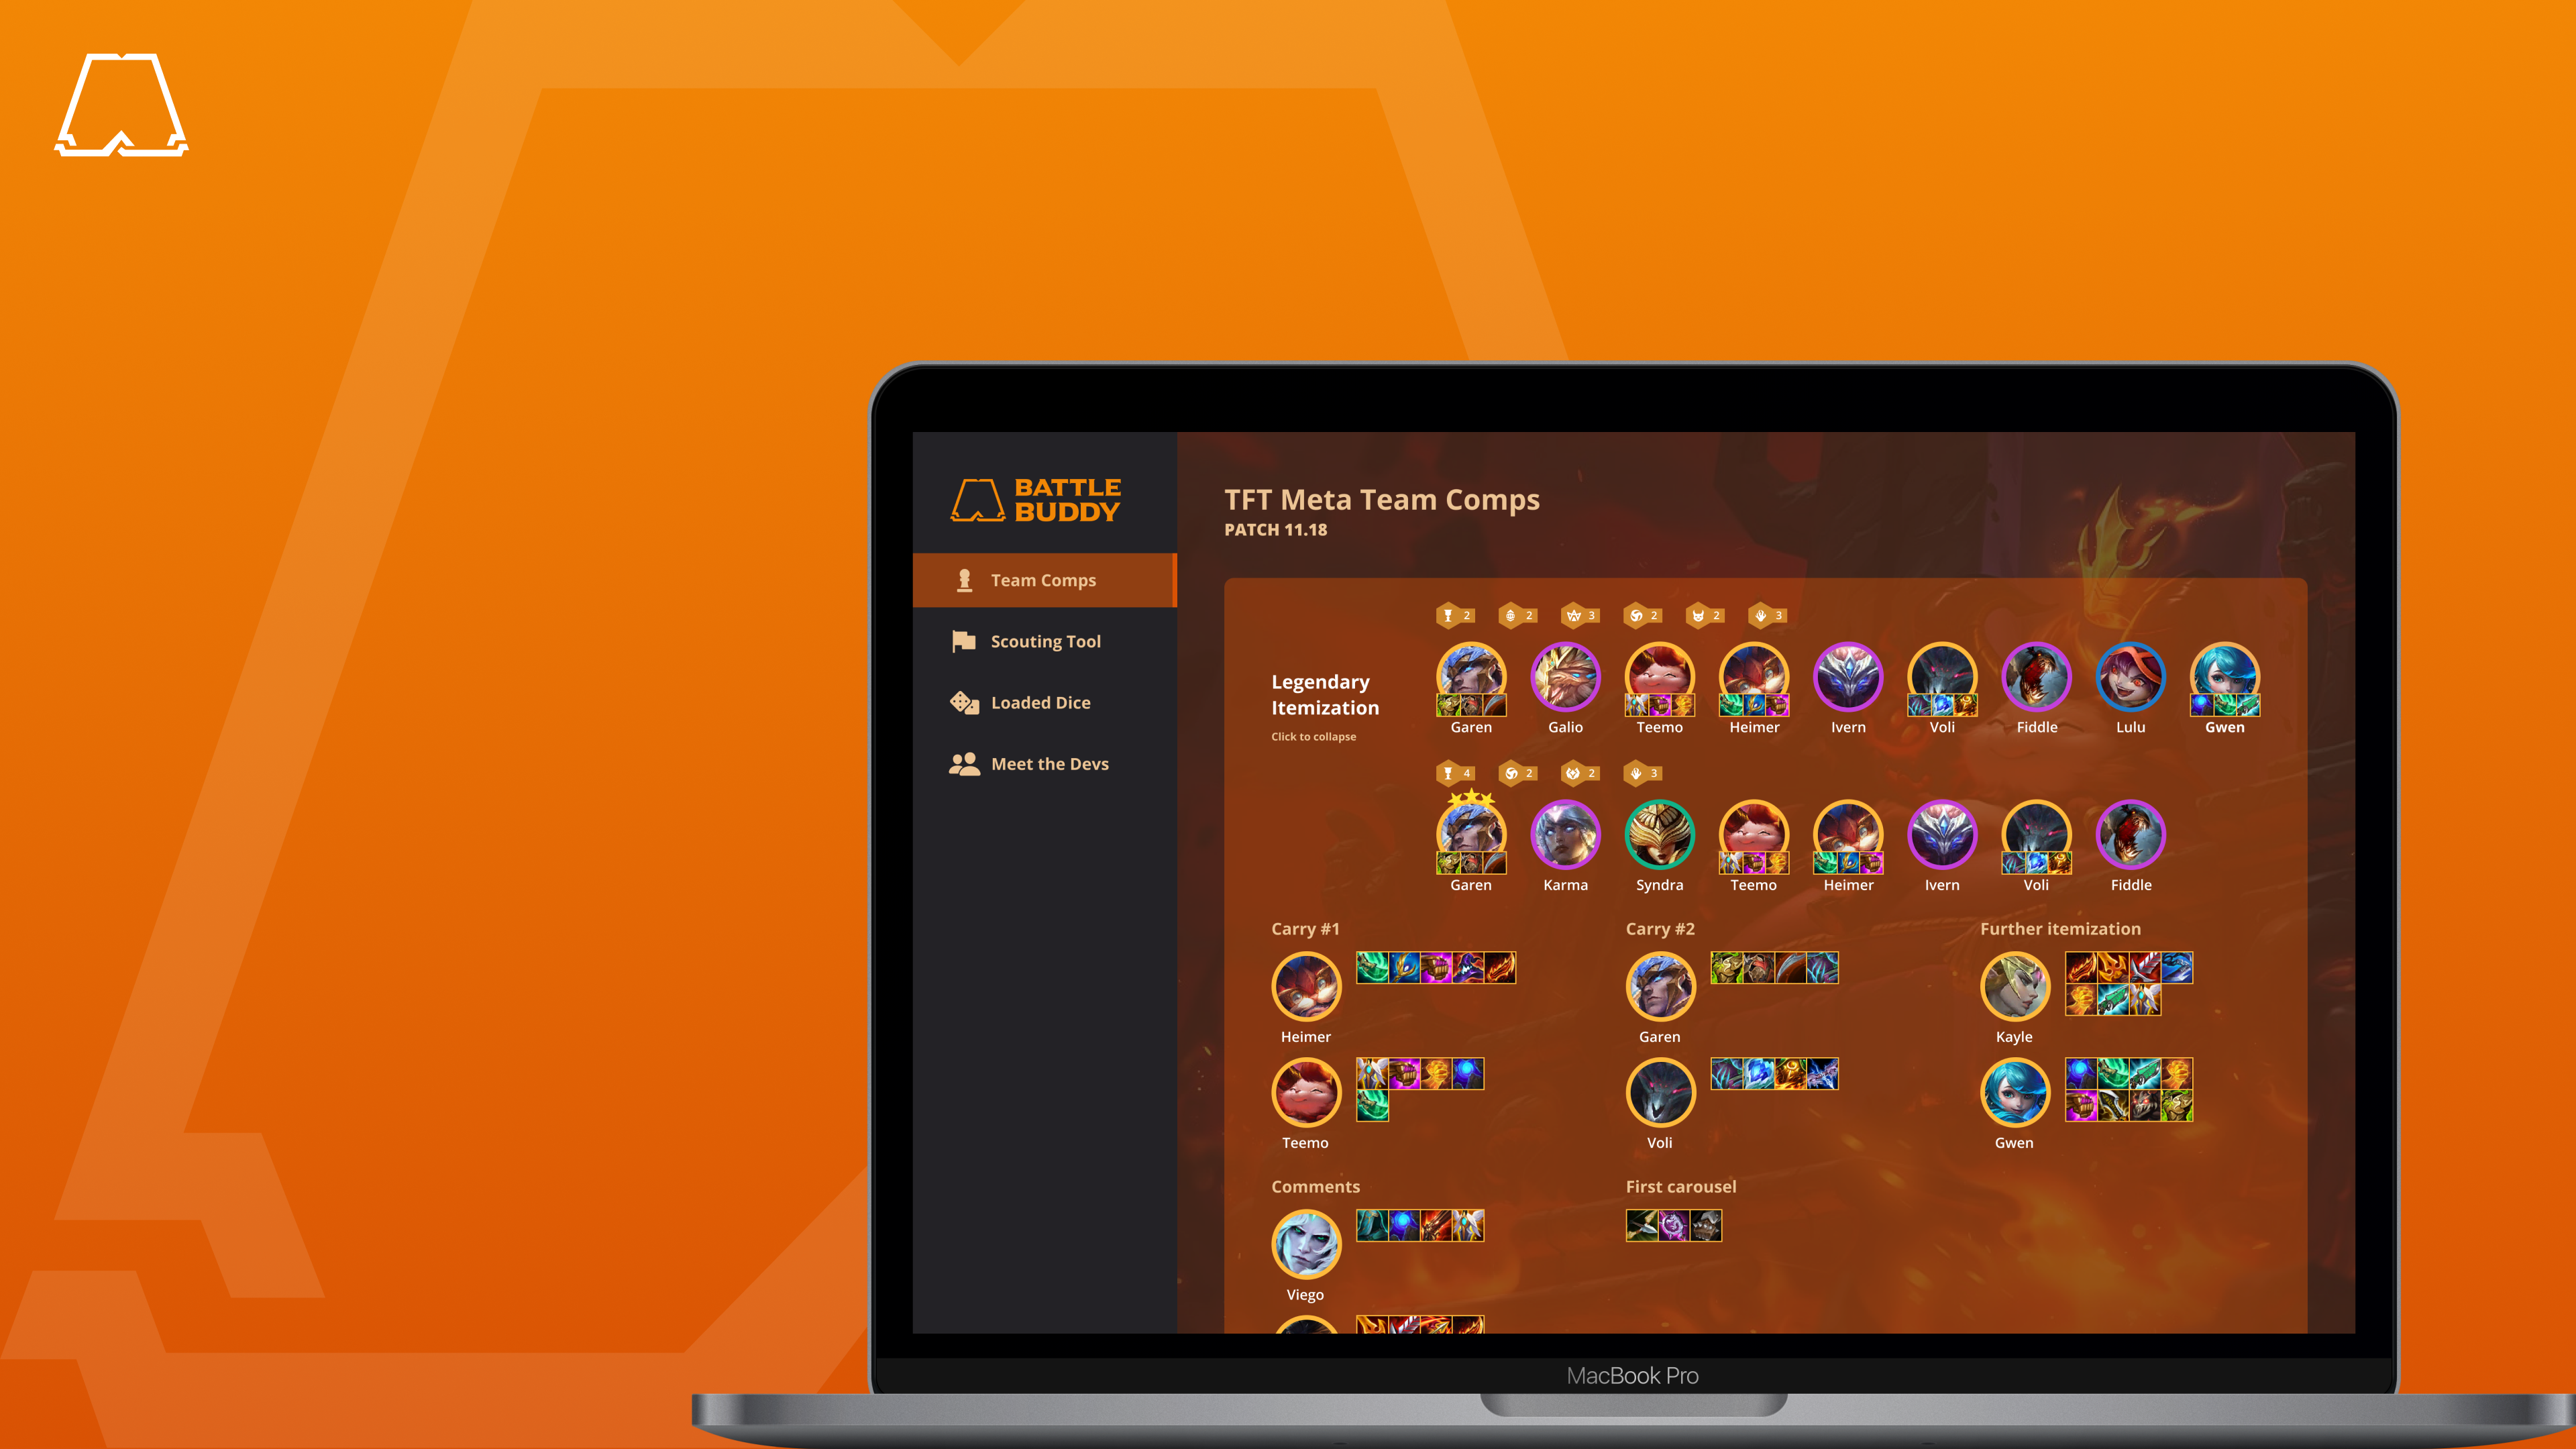 BATTLE
BUDDY
Team Comps
Scouting Tool
Loaded Dice
Meet the Devs
TFT Meta Team Comps
PATCH 11.18
Legendary
Itemization
Click to collapse
2 2 3 2 2 3
Garen Galio Teemo Heimer Ivern Voli Fiddle Lulu Gwen
4 2 2 3
Garen Karma Syndra Teemo Heimer Ivern Voli Fiddle
Carry #1 Carry #2 Further itemization
Heimer Garen Kayle
Teemo Voli Gwen
Comments First carousel
Viego
MacBook Pro